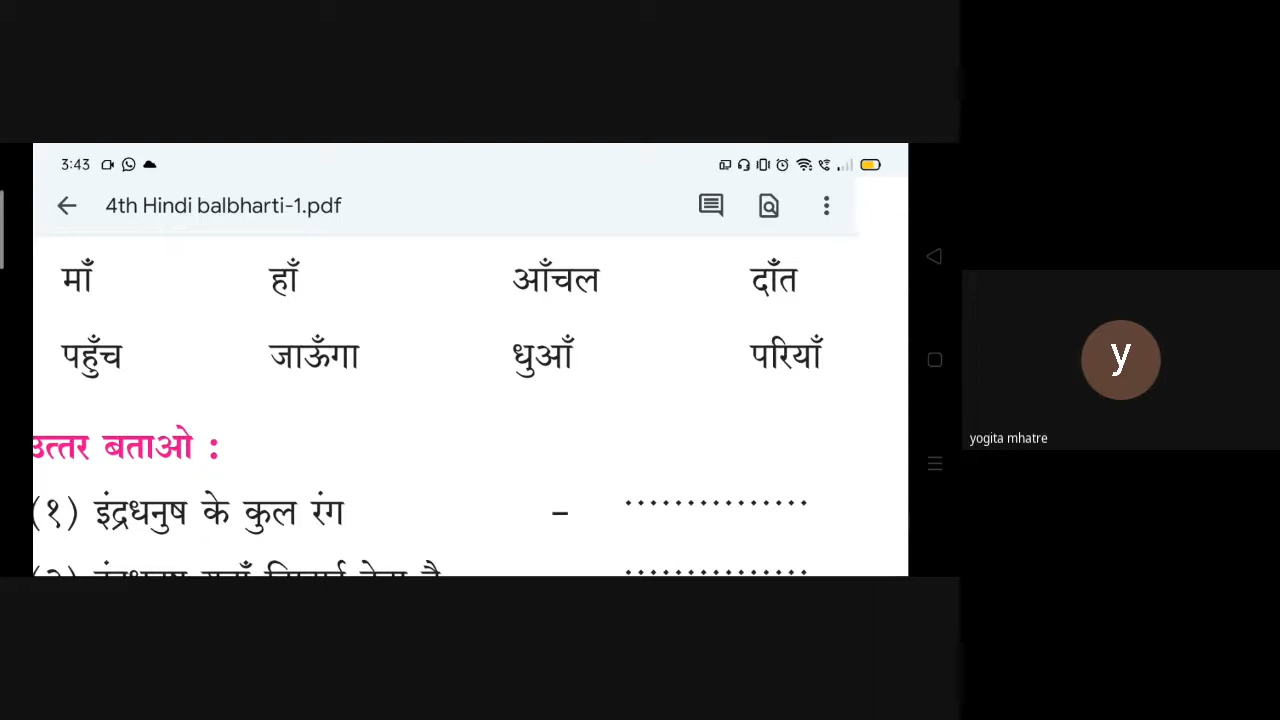 3:43
4th Hindi balbharti-1.pdf
माँ हाँ आँचल दाँत
पहुँच जाऊँगा धुआँ परियाँ
उत्तर बताओ :
(१) इंद्रधनुष के कुल रंग – ..............
y
yogita mhatre